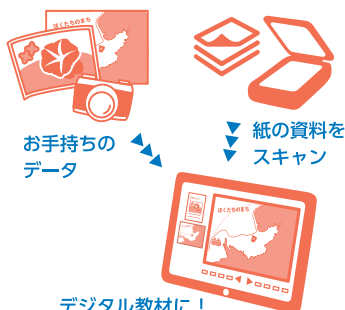 ぼくたちのまち
お手持ちの
データ
紙の資料を
スキャン
ぼくたちのまち
デジタル教材に！